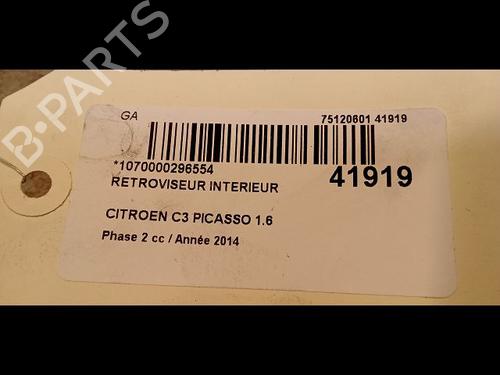 GA
75120601 41919
*1070000296554
RETROVISEUR INTERIEUR
41919
CITROEN C3 PICASSO 1.6
Phase 2 cc / Année 2014
B-PARTS